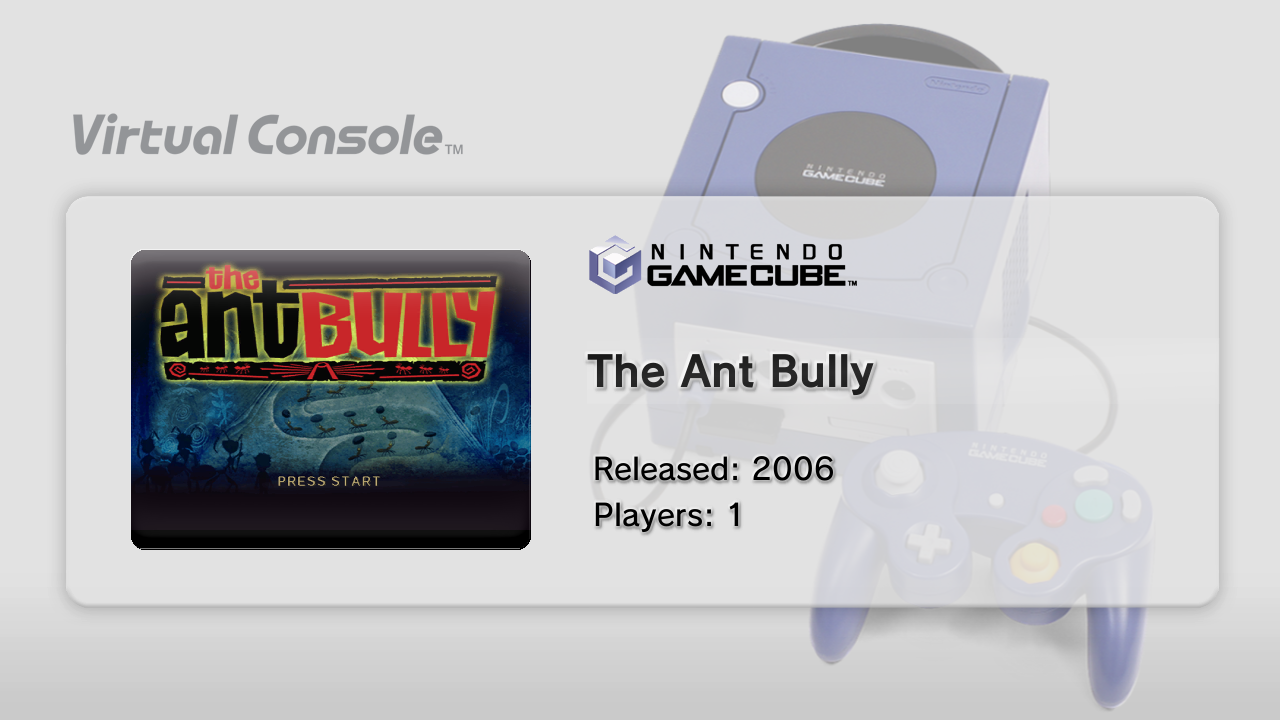 Virtual Console™
Nintendo
NINTENDO
GAMECUBE
the
ant BULLY
PRESS START
NINTENDO
GAMECUBE™
The Ant Bully
Released: 2006
Players: 1
NINTENDO
GAMECUBE